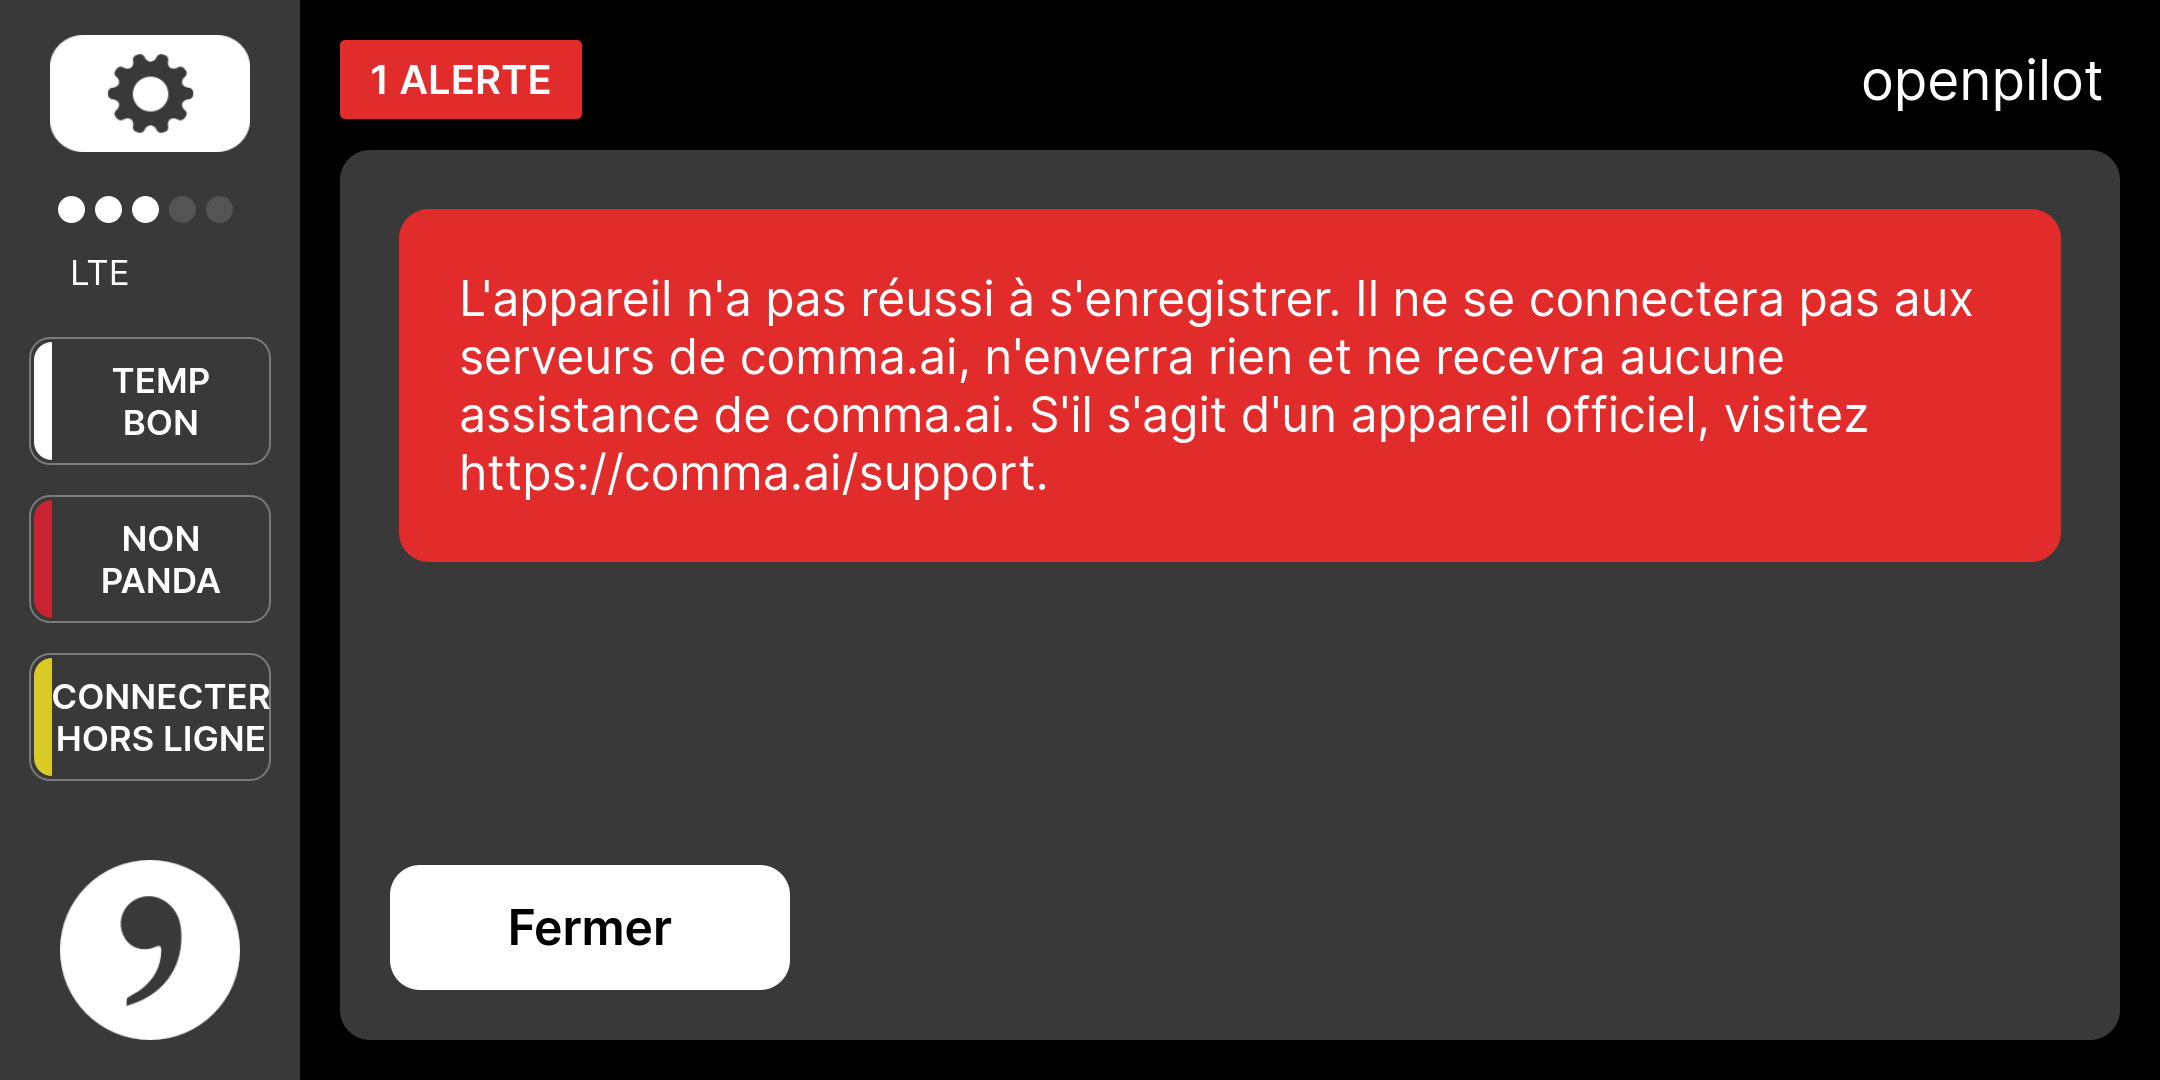 1 ALERTE
openpilot
LTE
TEMP
BON
NON
PANDA
CONNECTER
HORS LIGNE
L'appareil n'a pas réussi à s'enregistrer. Il ne se connectera pas aux
serveurs de comma.ai, n'enverra rien et ne recevra aucune
assistance de comma.ai. S'il s'agit d'un appareil officiel, visitez
https://comma.ai/support.
Fermer